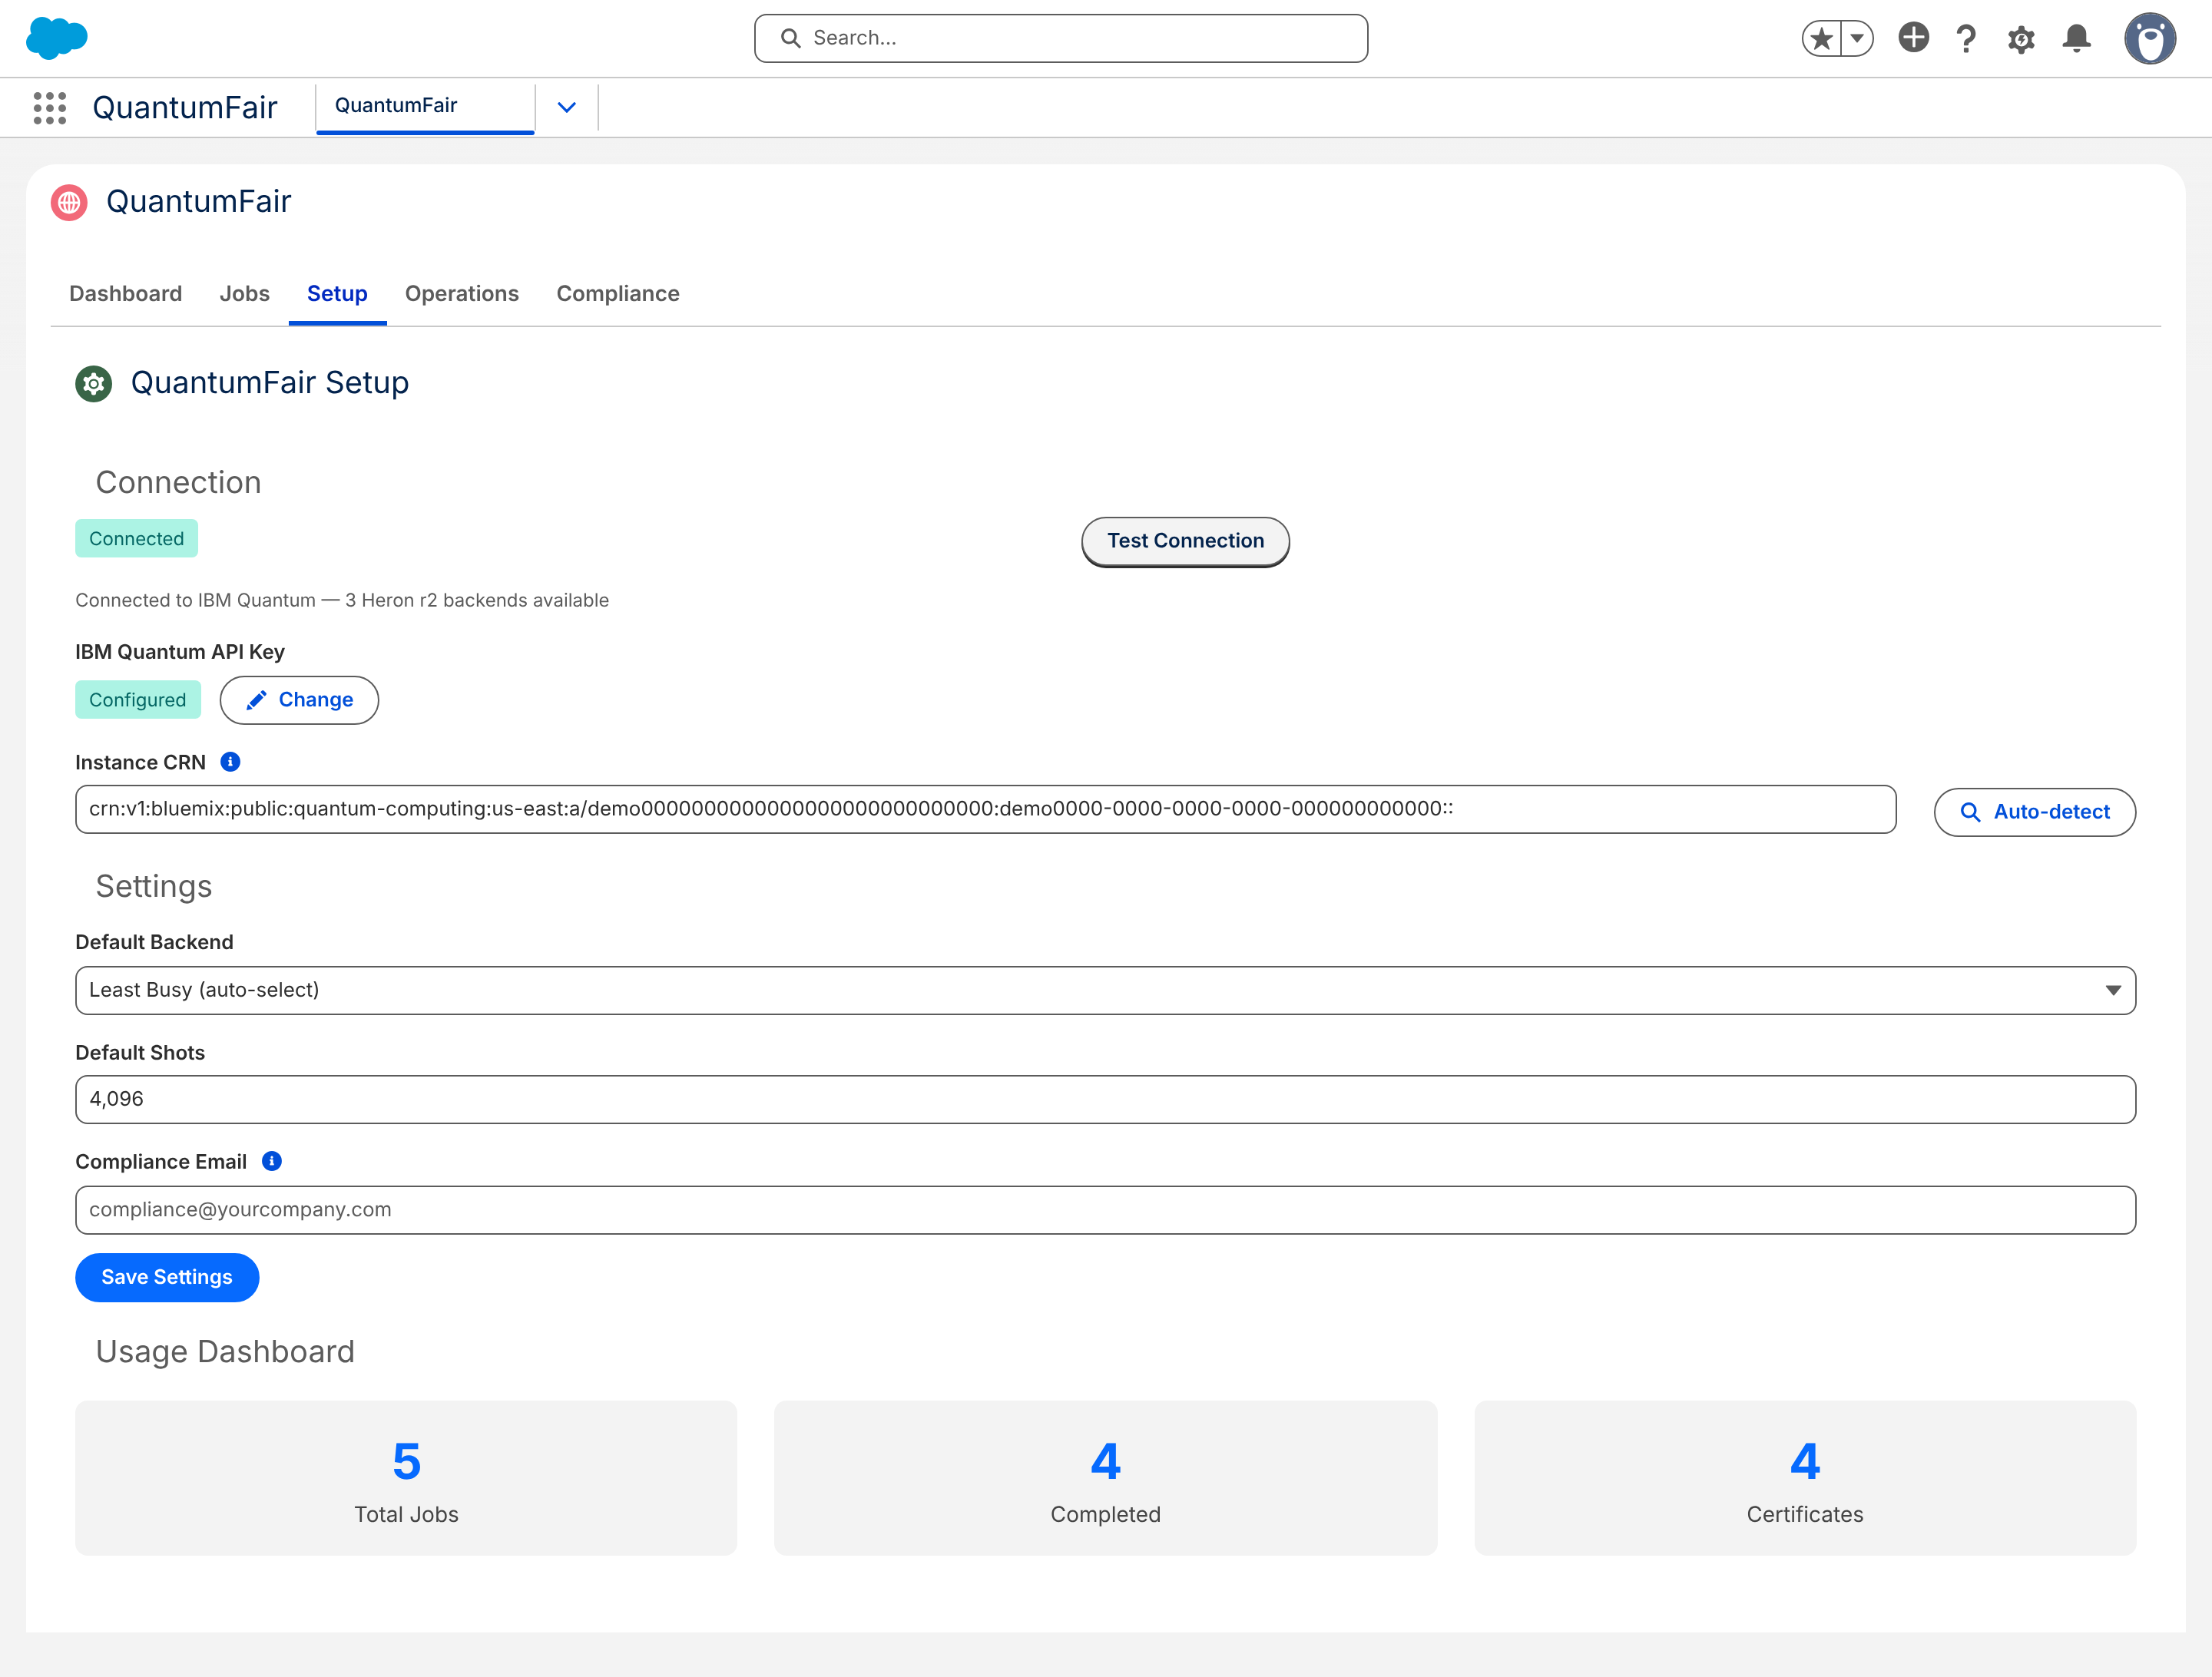 Search...
QuantumFair
QuantumFair
QuantumFair
Dashboard Jobs Setup Operations Compliance
QuantumFair Setup
Connection
Connected
Test Connection
Connected to IBM Quantum — 3 Heron r2 backends available
IBM Quantum API Key
Configured
Change
Instance CRN
crn:v1:bluemix:public:quantum-computing:us-east:a/demo0000000000000000000000000000:demo0000-0000-0000-0000-000000000000::
Auto-detect
Settings
Default Backend
Least Busy (auto-select)
Default Shots
4,096
Compliance Email
compliance@yourcompany.com
Save Settings
Usage Dashboard
5
Total Jobs
4
Completed
4
Certificates